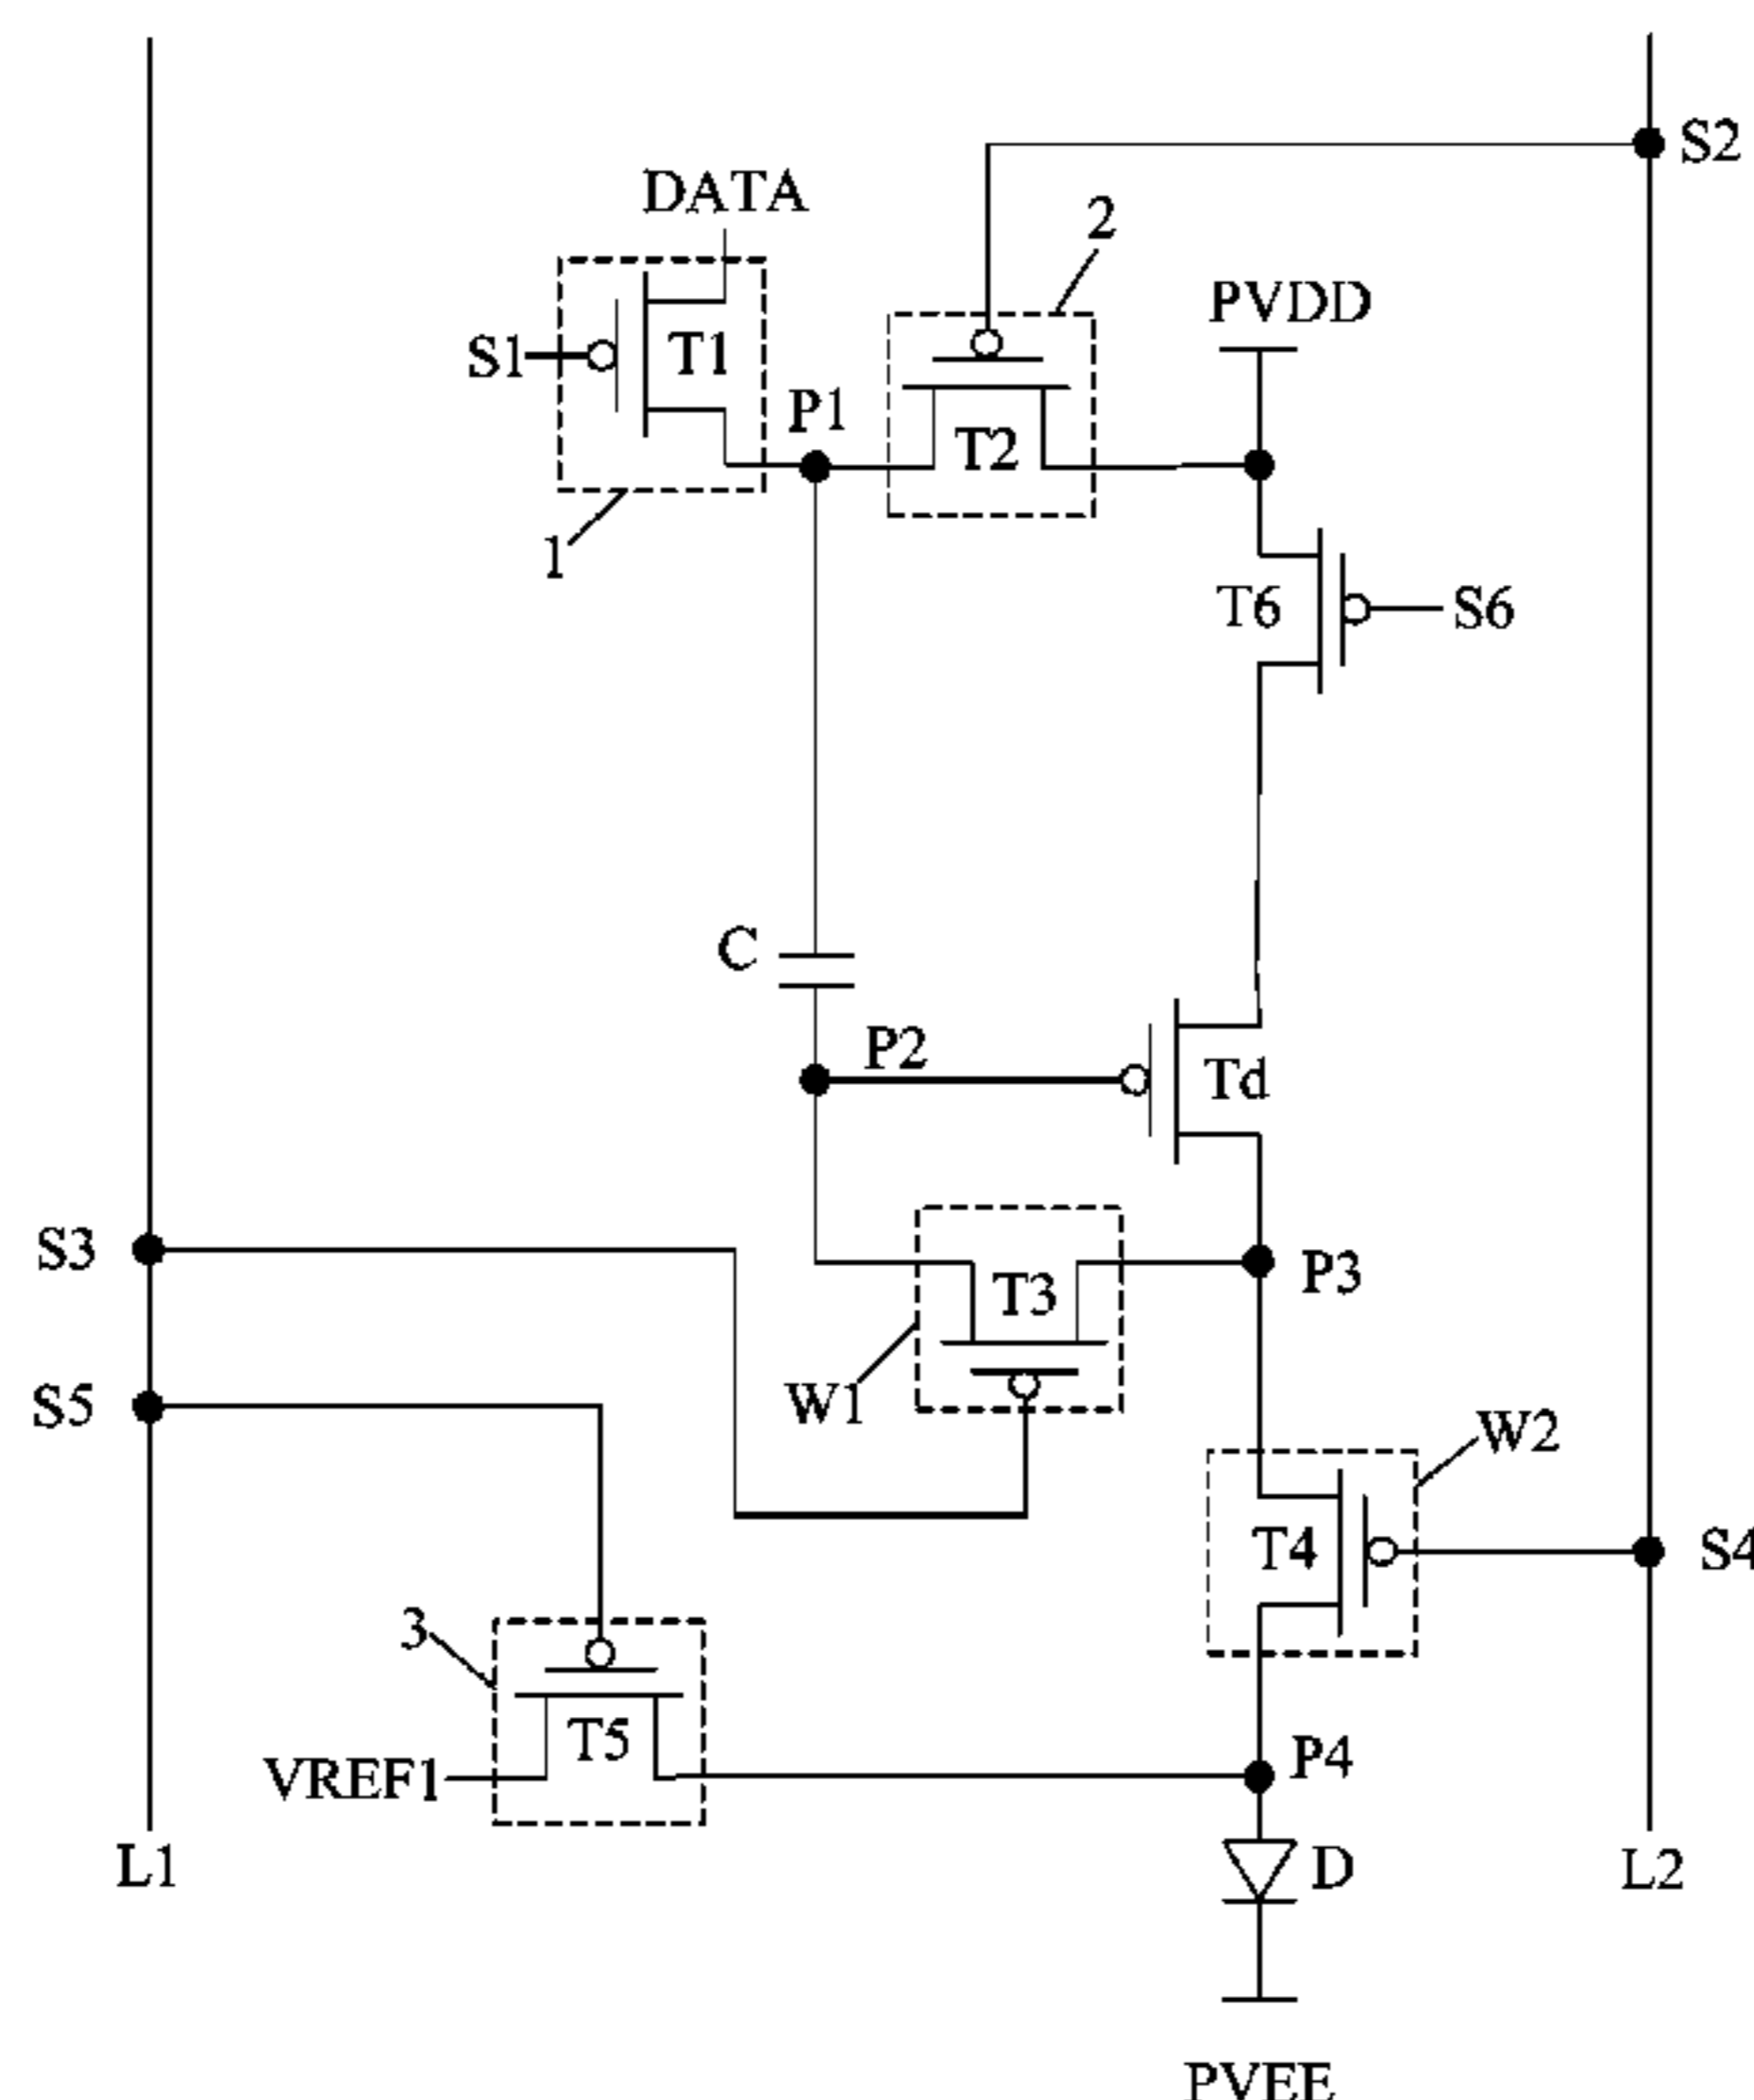 S2
DATA
2
PVDD
S1
T1
P1
T2
1
T6
S6
C
P2
Td
S3
T3
P3
S5
W1
W2
T4
S4
3
T5
P4
VREF1
L1
D
L2
PVEE